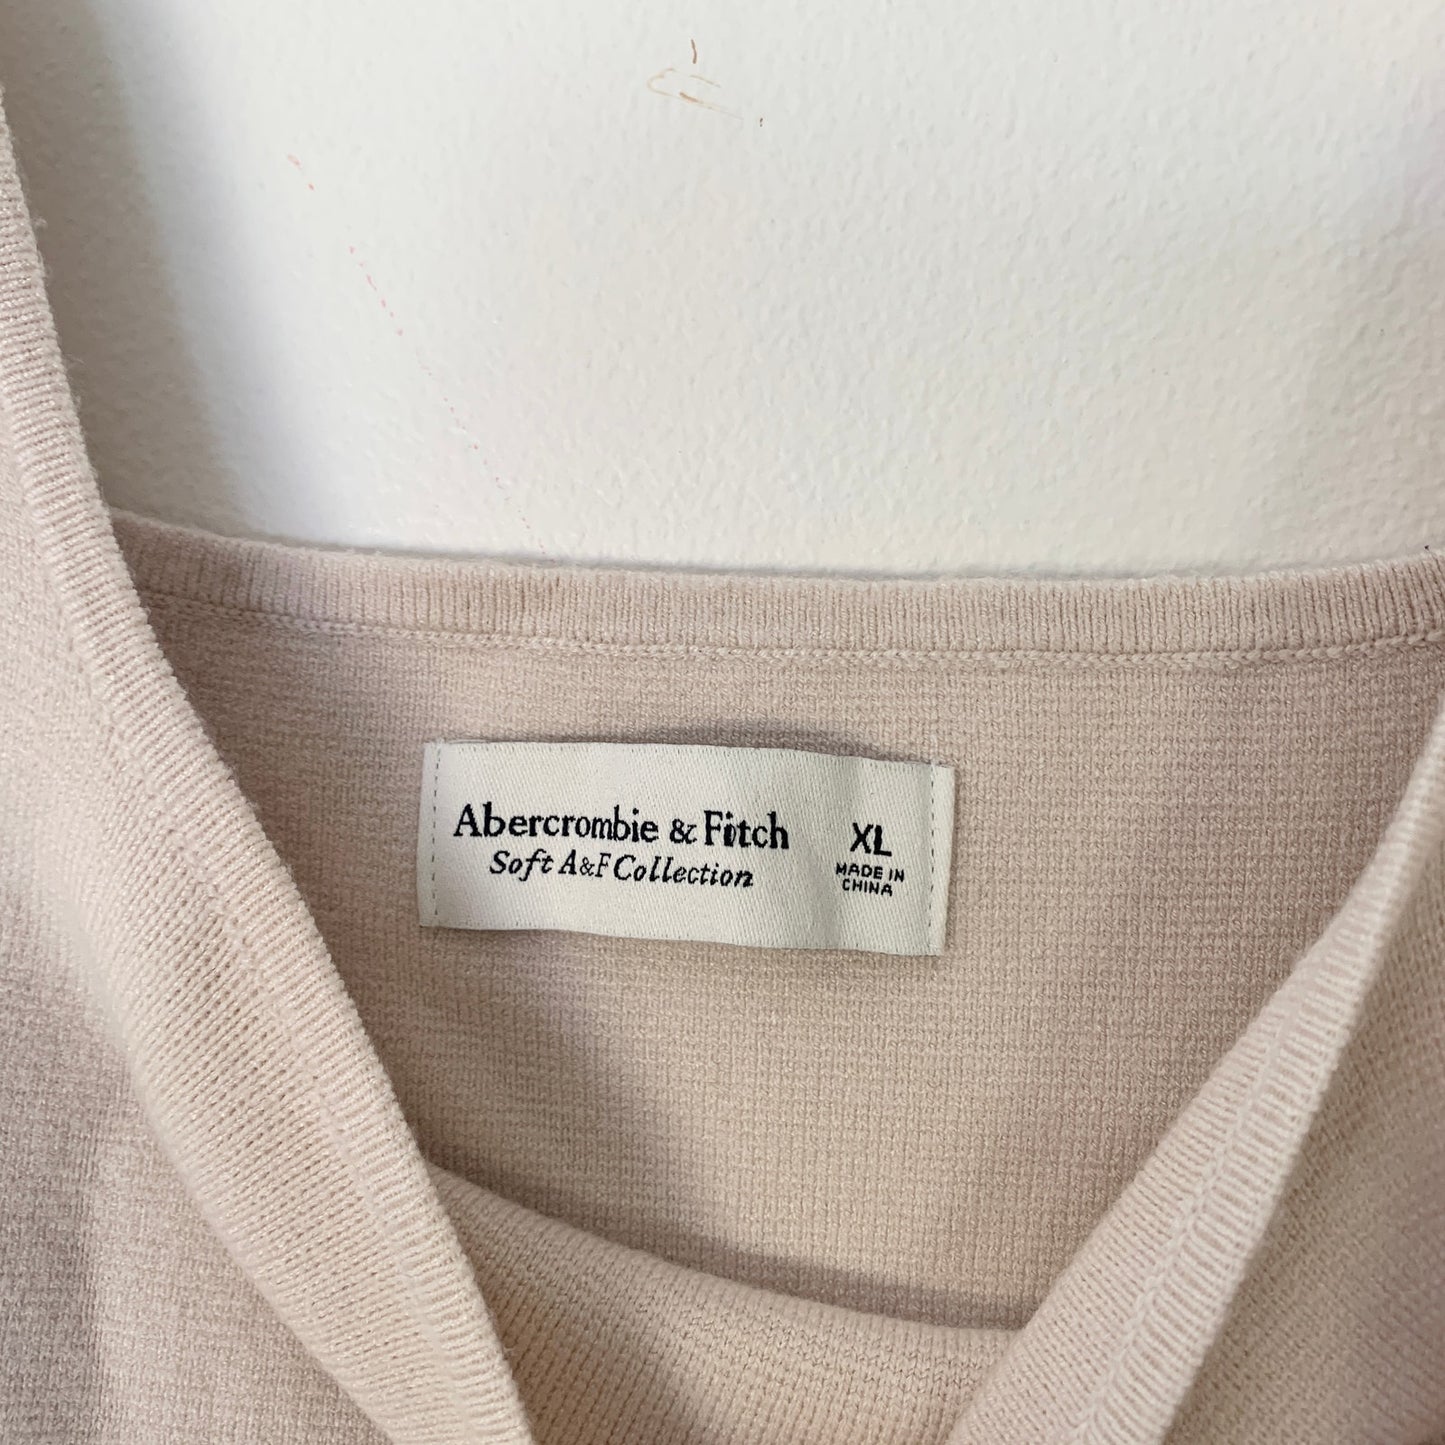 Abercrombie & Fitch
Soft A&F Collection
XL
MADE IN
CHINA